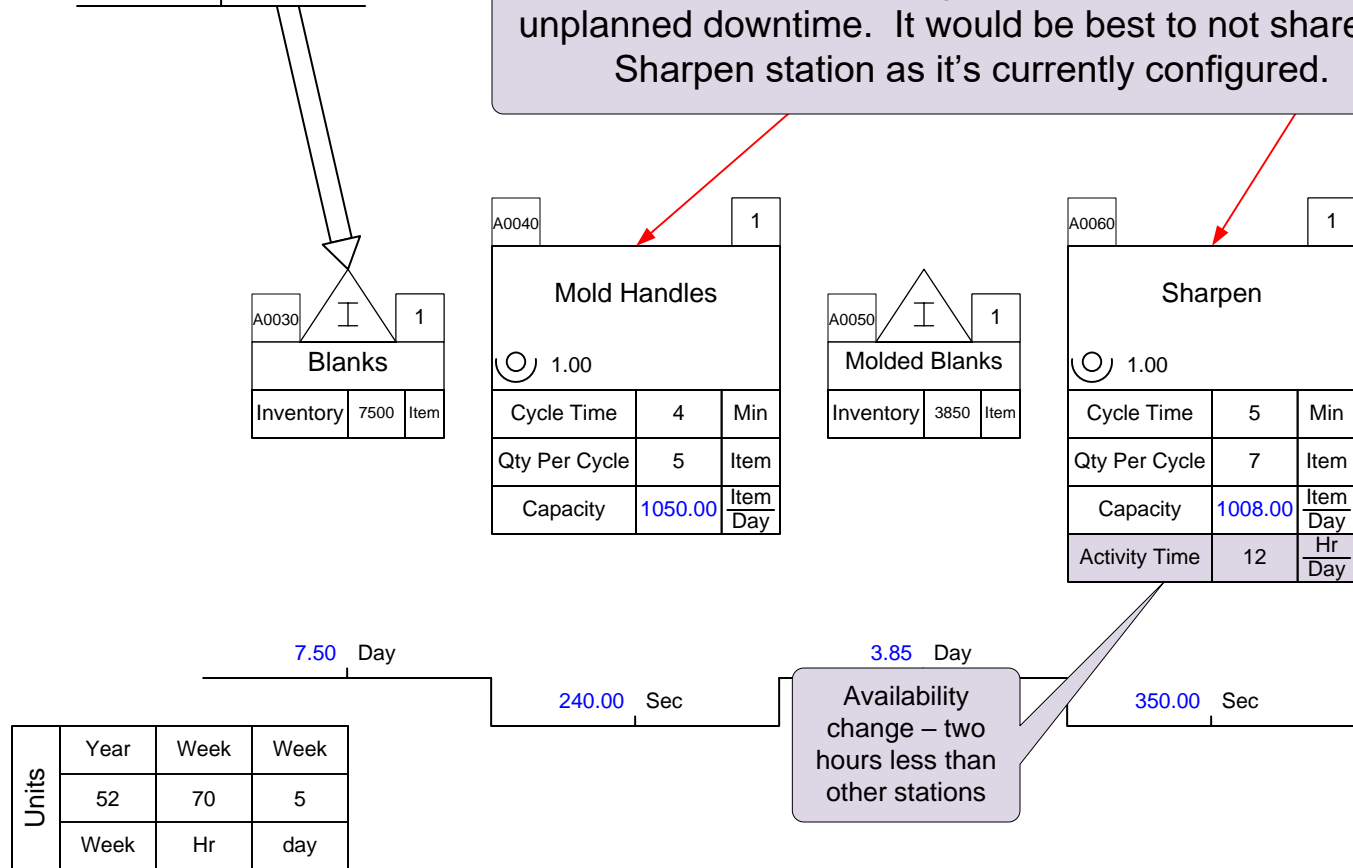 unplanned downtime. It would be best to not share
Sharpen station as it's currently configured.
A0040
1
Mold Handles
1.00
Cycle Time 4 Min
Qty Per Cycle 5 Item
Capacity 1050.00 Item
Day
A0060
1
Sharpen
1.00
Cycle Time 5 Min
Qty Per Cycle 7 Item
Capacity 1008.00 Item
Day
Activity Time 12 Hr
Day
A0030
I
1
Blanks
Inventory 7500 Item
A0050
I
1
Molded Blanks
Inventory 3850 Item
7.50 Day
240.00 Sec
3.85 Day
350.00 Sec
Availability
change – two
hours less than
other stations
Units
Year Week Week
52 70 5
Week Hr day